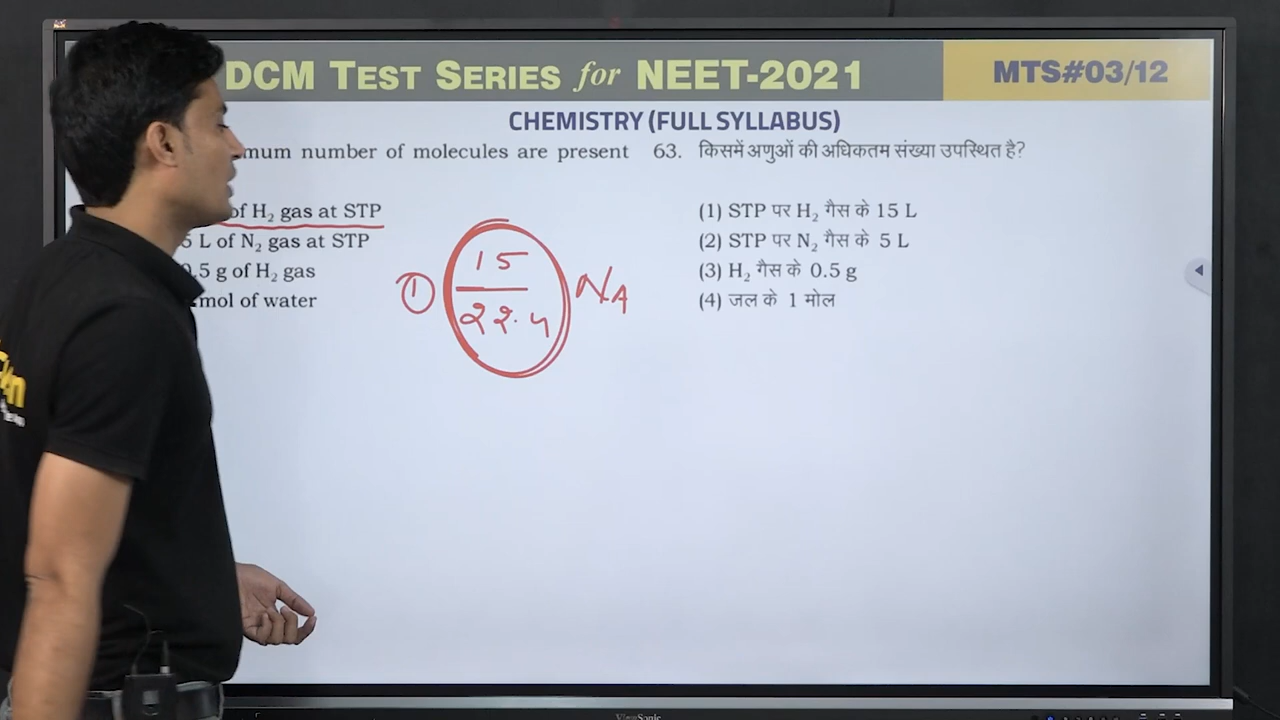 DCM TEST SERIES for NEET-2021
MTS#03/12
CHEMISTRY (FULL SYLLABUS)
number of molecules are present
of H₂ gas at STP
L of N₂ gas at STP
.5 g of H₂ gas
mol of water
① 15/22.4 NA
63. किसमें अणुओं की अधिकतम संख्या उपस्थित है?
(1) STP पर H₂ गैस के 15 L
(2) STP पर N₂ गैस के 5 L
(3) H₂ गैस के 0.5 g
(4) जल के 1 मोल
ViewSonic